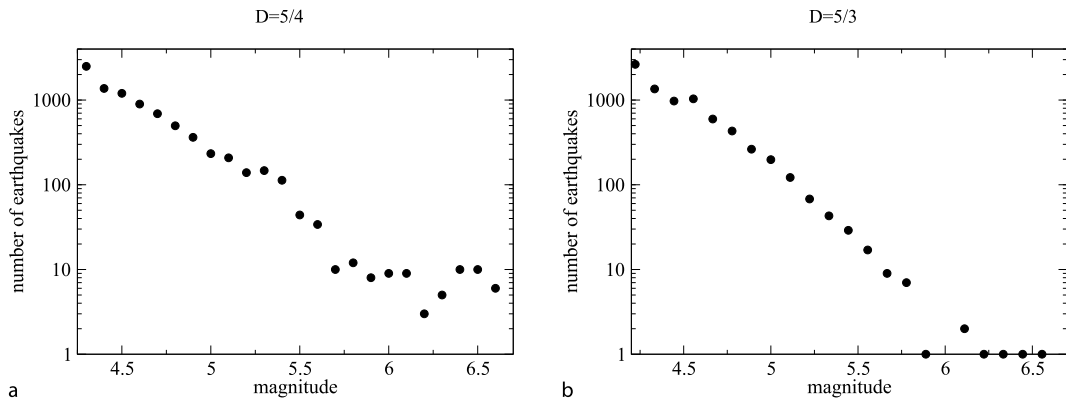 D=5/4
1000
100
10
1
number of earthquakes
4.5 5 5.5 6 6.5
magnitude
a
D=5/3
1000
100
10
1
number of earthquakes
4.5 5 5.5 6 6.5
magnitude
b